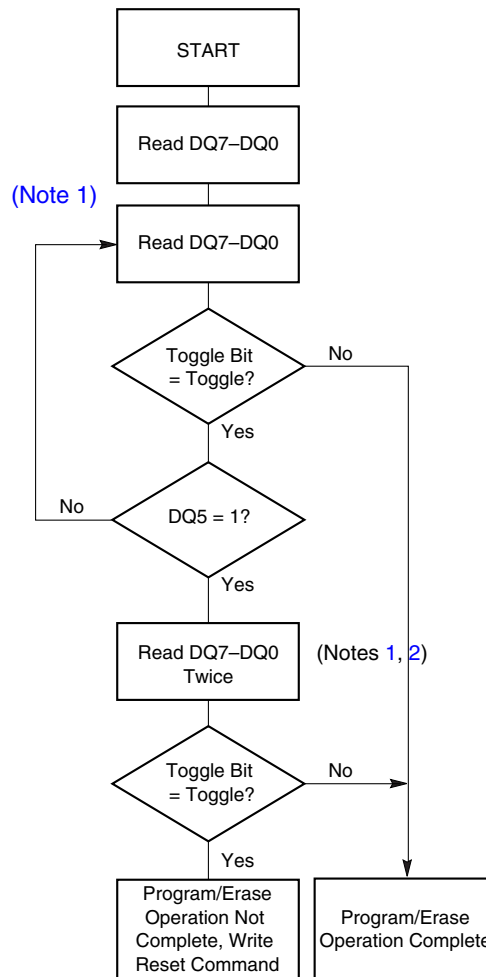 START
Read DQ7–DQ0
(Note 1)
Read DQ7–DQ0
Toggle Bit
= Toggle?
No
Yes
No
DQ5 = 1?
Yes
Read DQ7–DQ0
Twice
(Notes 1, 2)
Toggle Bit
= Toggle?
No
Yes
Program/Erase
Operation Not
Complete, Write
Reset Command
Program/Erase
Operation Complete